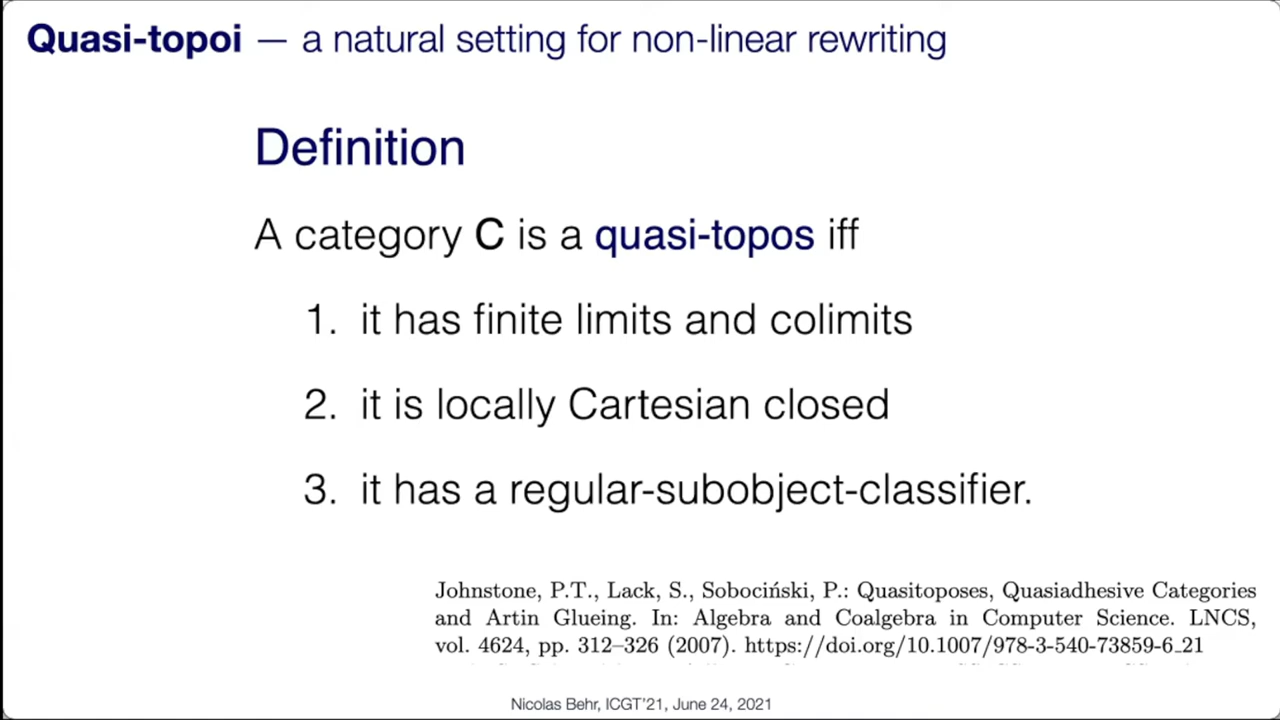 Quasi-topoi — a natural setting for non-linear rewriting
Definition
A category C is a quasi-topos iff
1. it has finite limits and colimits
2. it is locally Cartesian closed
3. it has a regular-subobject-classifier.
Johnstone, P.T., Lack, S., Sobociński, P.: Quasitoposes, Quasiadhesive Categories
and Artin Glueing. In: Algebra and Coalgebra in Computer Science. LNCS,
vol. 4624, pp. 312–326 (2007). https://doi.org/10.1007/978-3-540-73859-6_21
Nicolas Behr, ICGT'21, June 24, 2021